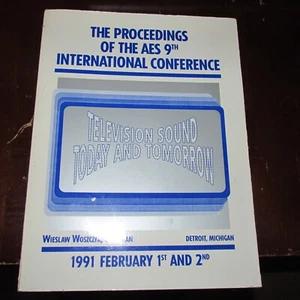 THE PROCEEDINGS
OF THE AES 9TH
INTERNATIONAL CONFERENCE
TELEVISION SOUND
TODAY AND TOMORROW
WIESLAW DETROIT, MICHIGAN
1991 FEBRUARY 1ST AND 2ND